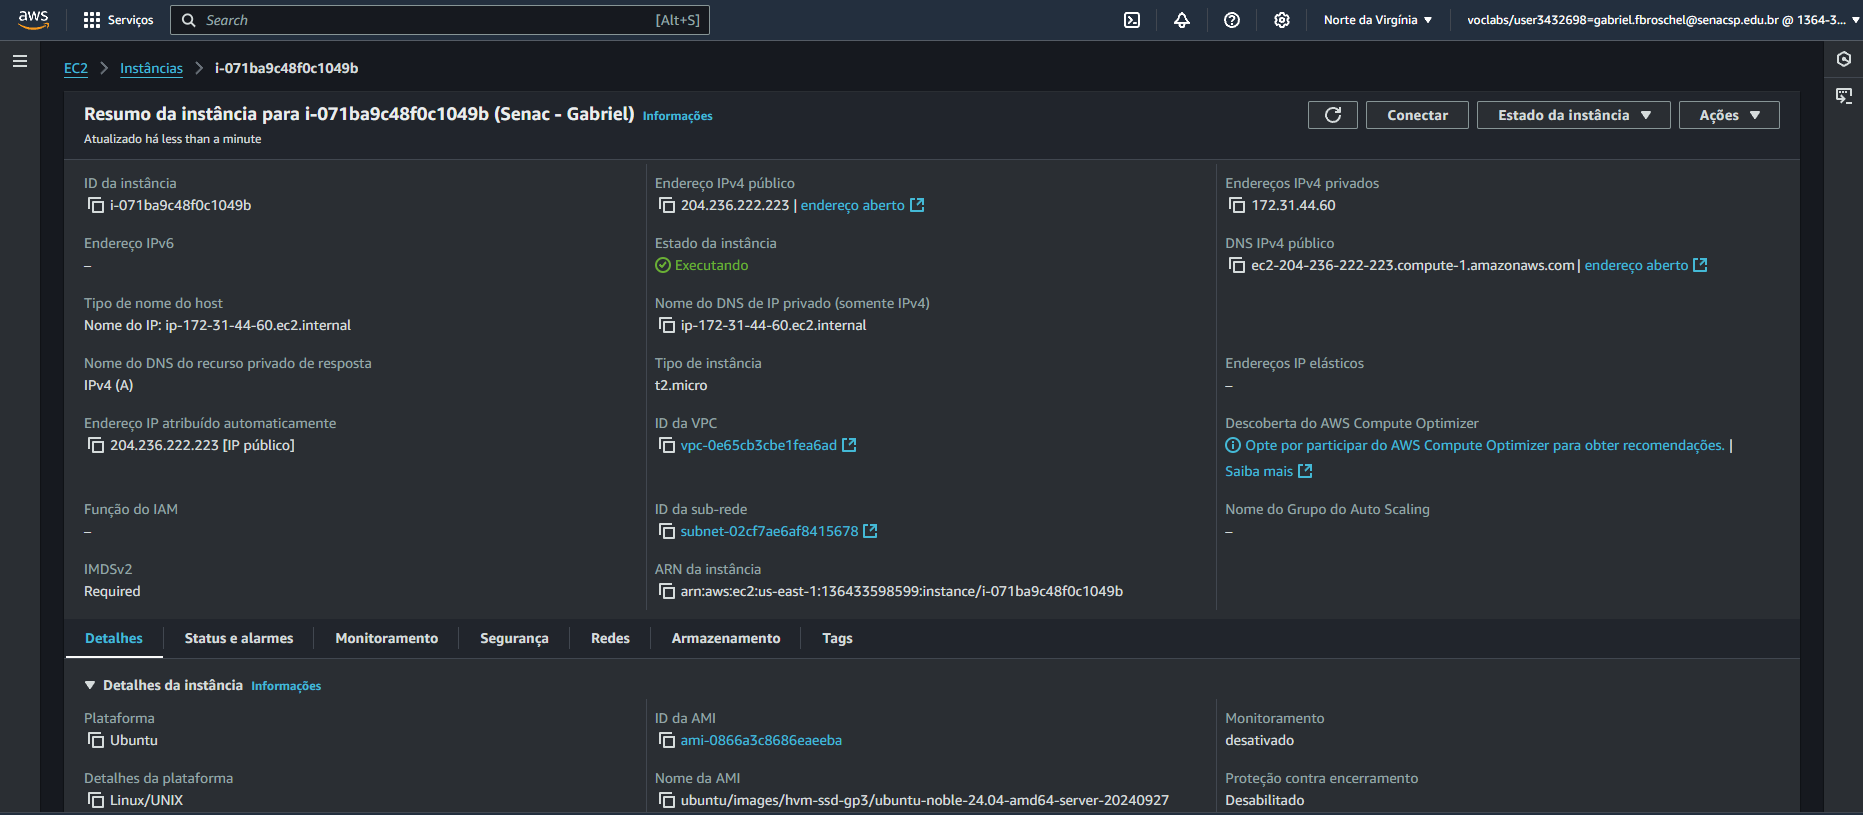 aws
Serviços
Search
[Alt+S]
Norte da Virgínia
voclabs/user3432698=gabriel.fbroschel@senacsp.edu.br @ 1364-3...
EC2
Instâncias
i-071ba9c48f0c1049b
Resumo da instância para i-071ba9c48f0c1049b (Senac - Gabriel) Informações
Atualizado há less than a minute
Conectar
Estado da instância
Ações
ID da instância
i-071ba9c48f0c1049b
Endereço IPv4 público
204.236.222.223 | endereço aberto
Endereços IPv4 privados
172.31.44.60
Endereço IPv6
–
Estado da instância
Executando
DNS IPv4 público
ec2-204-236-222-223.compute-1.amazonaws.com | endereço aberto
Tipo de nome do host
Nome do IP: ip-172-31-44-60.ec2.internal
Nome do DNS de IP privado (somente IPv4)
ip-172-31-44-60.ec2.internal
Nome do DNS do recurso privado de resposta
IPv4 (A)
Tipo de instância
t2.micro
Endereços IP elásticos
–
Endereço IP atribuído automaticamente
204.236.222.223 [IP público]
ID da VPC
vpc-0e65cb3cbe1fea6ad
Descoberta do AWS Compute Optimizer
Opte por participar do AWS Compute Optimizer para obter recomendações. |
Saiba mais
Função do IAM
–
ID da sub-rede
subnet-02cf7ae6af8415678
Nome do Grupo do Auto Scaling
–
IMDSv2
Required
ARN da instância
arn:aws:ec2:us-east-1:136433598599:instance/i-071ba9c48f0c1049b
Detalhes
Status e alarmes
Monitoramento
Segurança
Redes
Armazenamento
Tags
Detalhes da instância Informações
Plataforma
Ubuntu
ID da AMI
ami-0866a3c8686eaeeba
Monitoramento
desativado
Detalhes da plataforma
Linux/UNIX
Nome da AMI
ubuntu/images/hvm-ssd-gp3/ubuntu-noble-24.04-amd64-server-20240927
Proteção contra encerramento
Desabilitado